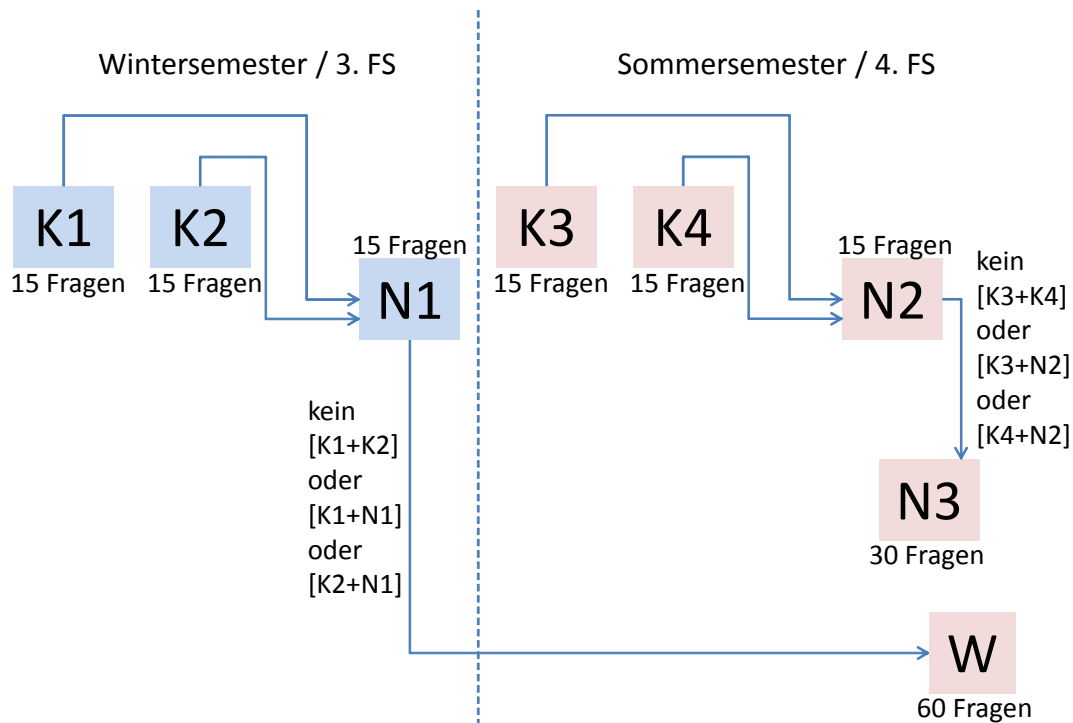 Wintersemester / 3. FS
Sommersemester / 4. FS
K1
15 Fragen
K2
15 Fragen
15 Fragen
N1
K3
15 Fragen
K4
15 Fragen
15 Fragen
N2
kein
[K3+K4]
oder
[K3+N2]
oder
[K4+N2]
kein
[K1+K2]
oder
[K1+N1]
oder
[K2+N1]
N3
30 Fragen
W
60 Fragen